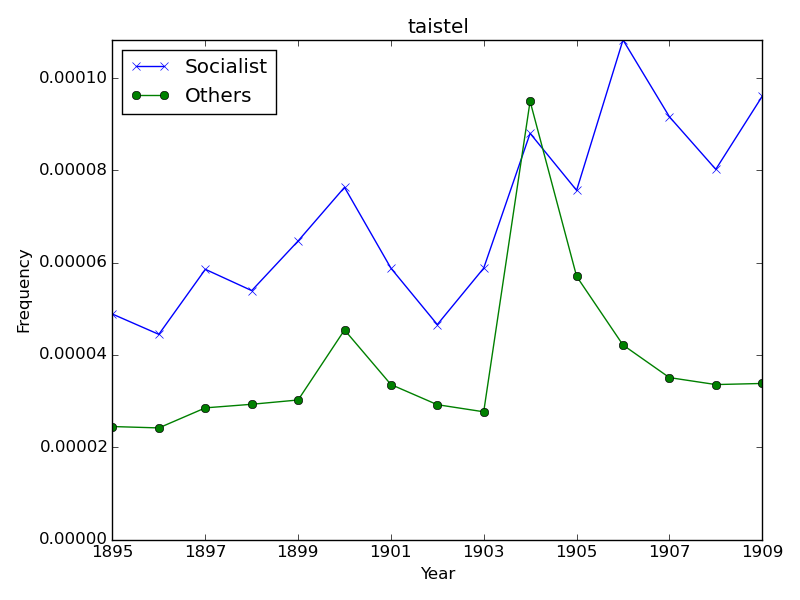 taistel
Socialist
Others
Frequency
0.00010
0.00008
0.00006
0.00004
0.00002
0.00000
1895 1897 1899 1901 1903 1905 1907 1909
Year